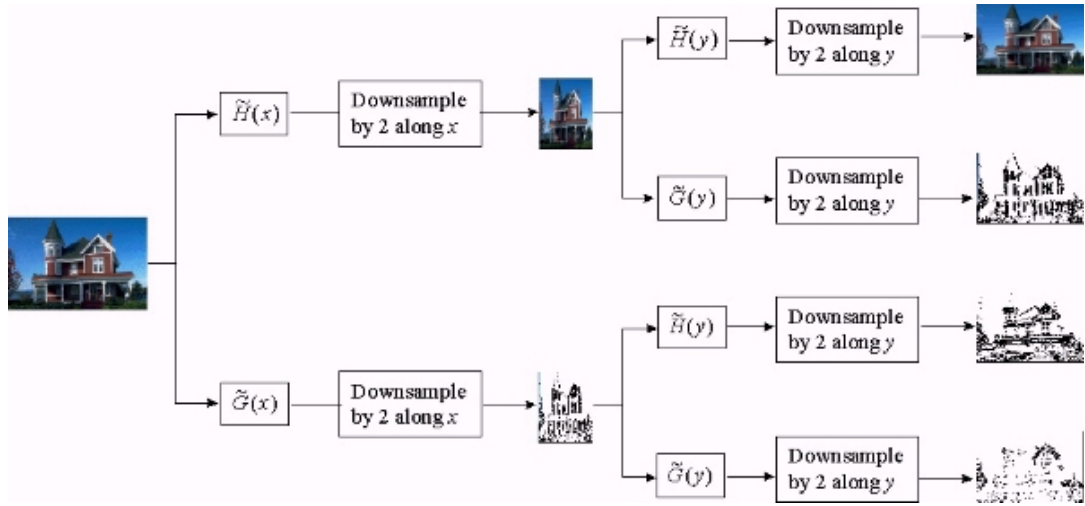 H̃(y)
Downsample
by 2 along y
H̃(x)
Downsample
by 2 along x
G̃(y)
Downsample
by 2 along y
H̃(y)
Downsample
by 2 along y
G̃(x)
Downsample
by 2 along x
G̃(y)
Downsample
by 2 along y